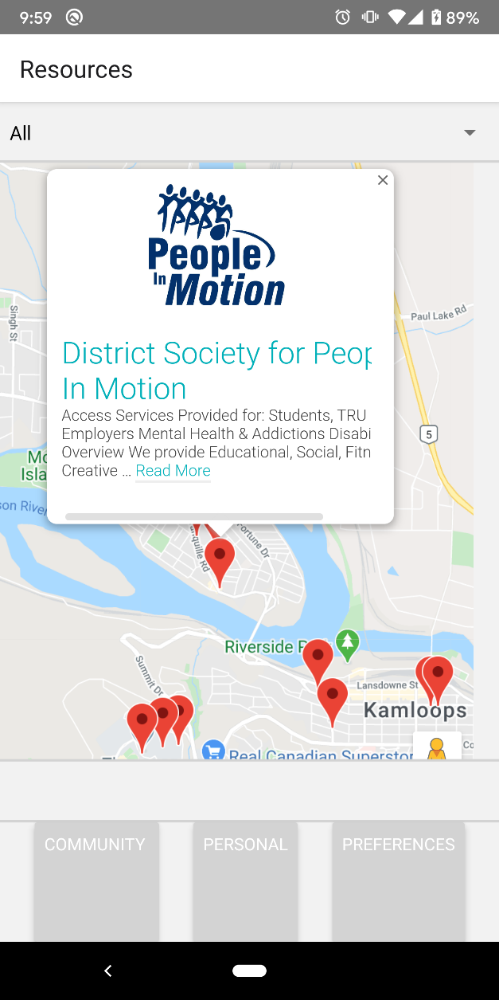 9:59
89%
Resources
All
People
In Motion
District Society for Peop
In Motion
Access Services Provided for: Students, TRU
Employers Mental Health & Addictions Disabi
Overview We provide Educational, Social, Fitn
Creative ... Read More
Singh St
Paul Lake Rd
5
Mc
Isla
son River
Fortune Dr
anquille Rd
Riverside P
Summit Dr
Lansdowne St
Kamloops
Real Canadian Superstor
Co
COMMUNITY
PERSONAL
PREFERENCES